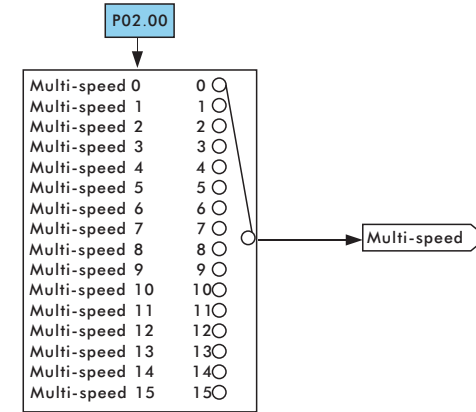 P02.00
Multi-speed 0 0
Multi-speed 1 1
Multi-speed 2 2
Multi-speed 3 3
Multi-speed 4 4
Multi-speed 5 5
Multi-speed 6 6
Multi-speed 7 7
Multi-speed 8 8
Multi-speed 9 9
Multi-speed 10 10
Multi-speed 11 11
Multi-speed 12 12
Multi-speed 13 13
Multi-speed 14 14
Multi-speed 15 15
Multi-speed